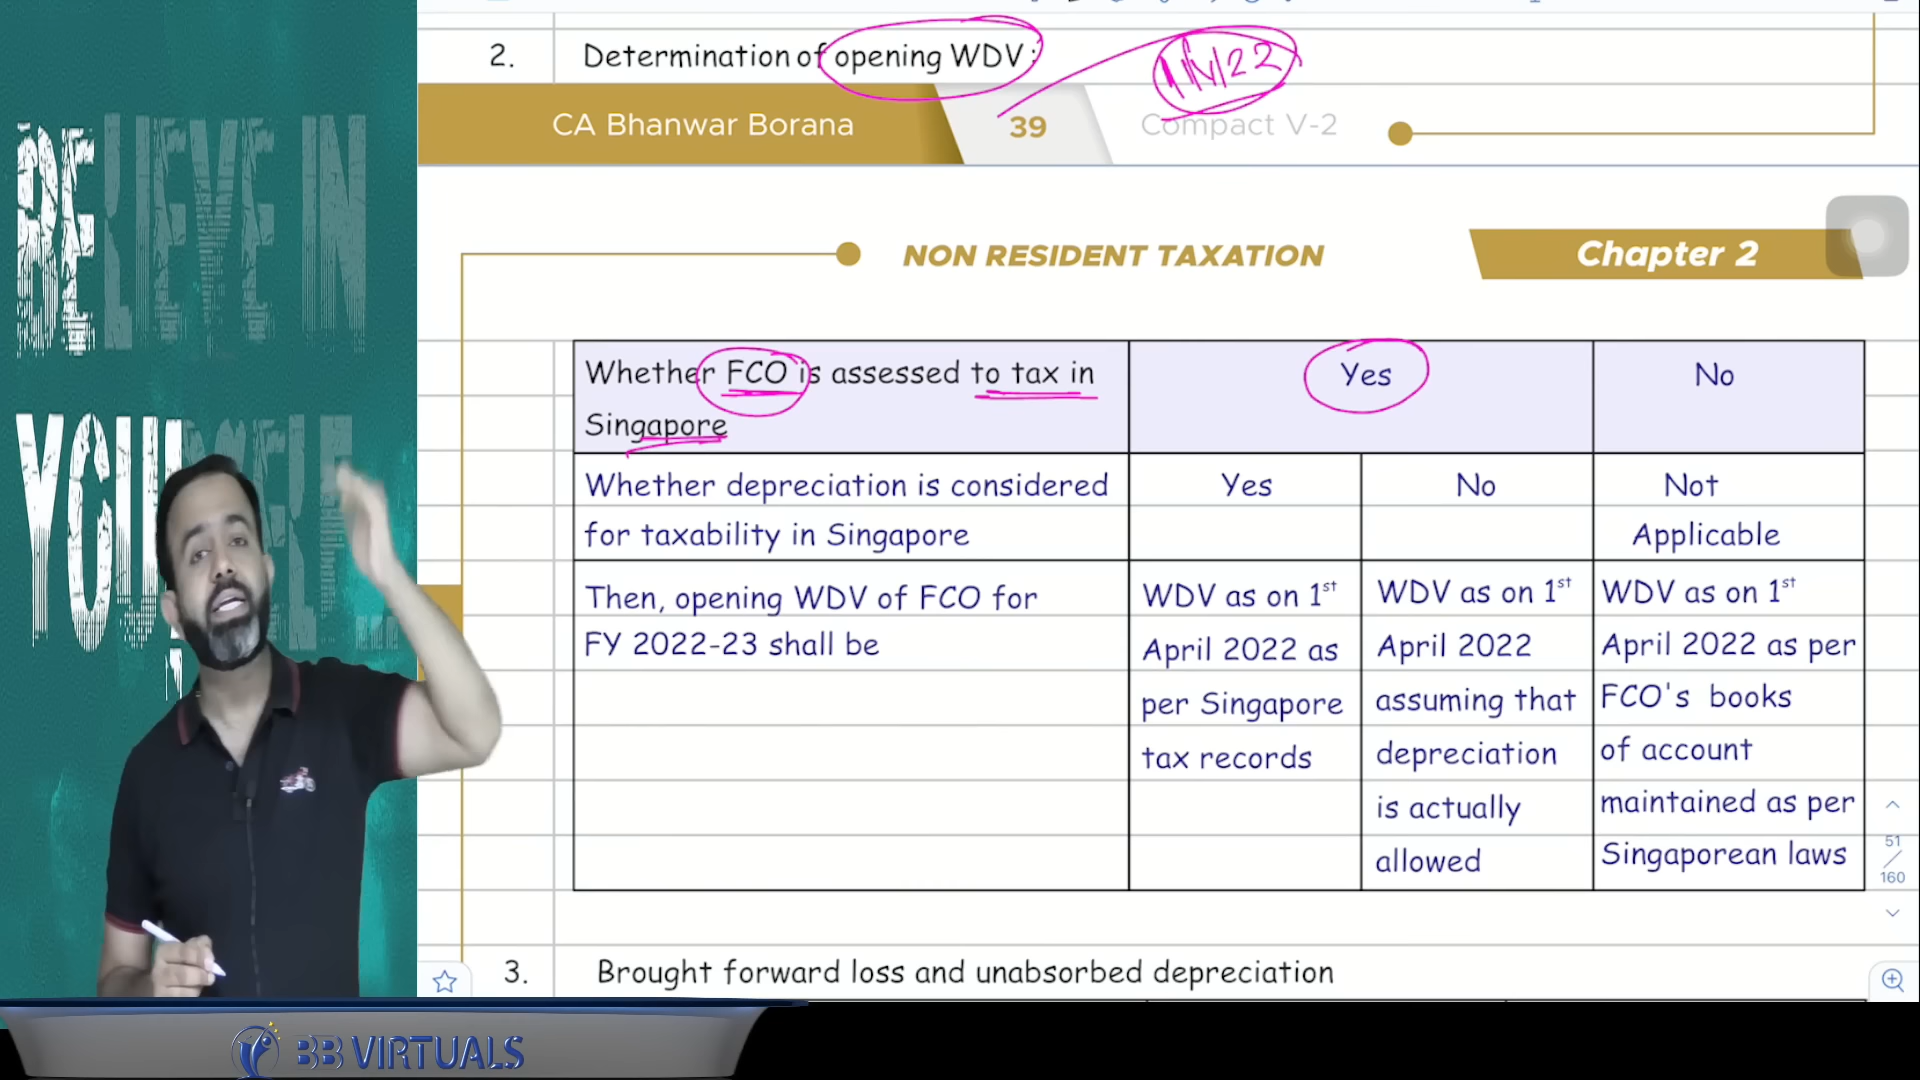 2. Determination of opening WDV :
CA Bhanwar Borana 39 Compact V-2
NON RESIDENT TAXATION Chapter 2
Whether FCO is assessed to tax in Singapore Yes No
Whether depreciation is considered for taxability in Singapore Yes No Not Applicable
Then, opening WDV of FCO for FY 2022-23 shall be
WDV as on 1st April 2022 as per Singapore tax records
WDV as on 1st April 2022 assuming that depreciation is actually allowed
WDV as on 1st April 2022 as per FCO's books of account maintained as per Singaporean laws
51
160
3. Brought forward loss and unabsorbed depreciation
BELIEVE IN
YOURSELF
BB VIRTUALS